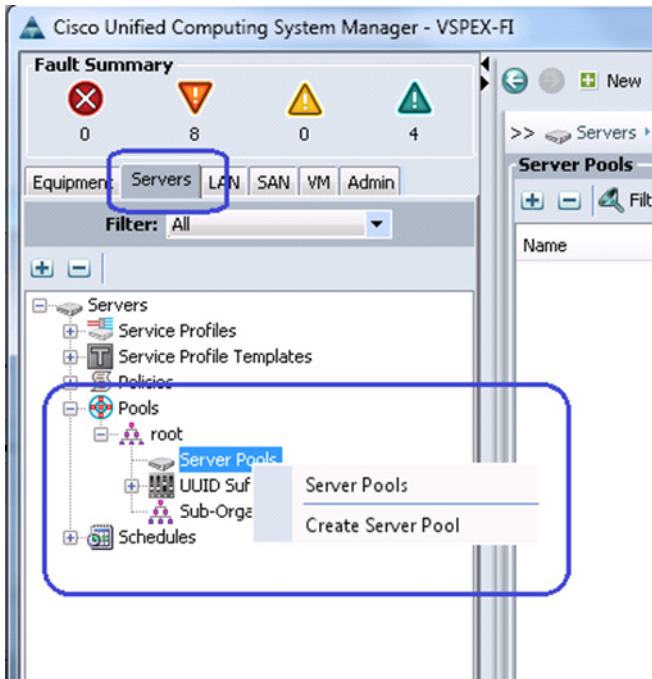 Cisco Unified Computing System Manager - VSPEX-FI
Fault Summary
0 8 0 4
New
>> Servers
Equipment Servers LAN SAN VM Admin
Server Pools
Filter: All
Filt
Name
Servers
Service Profiles
Service Profile Templates
Policies
Pools
root
Server Pools
UUID Suf
Server Pools
Sub-Orga
Create Server Pool
Schedules